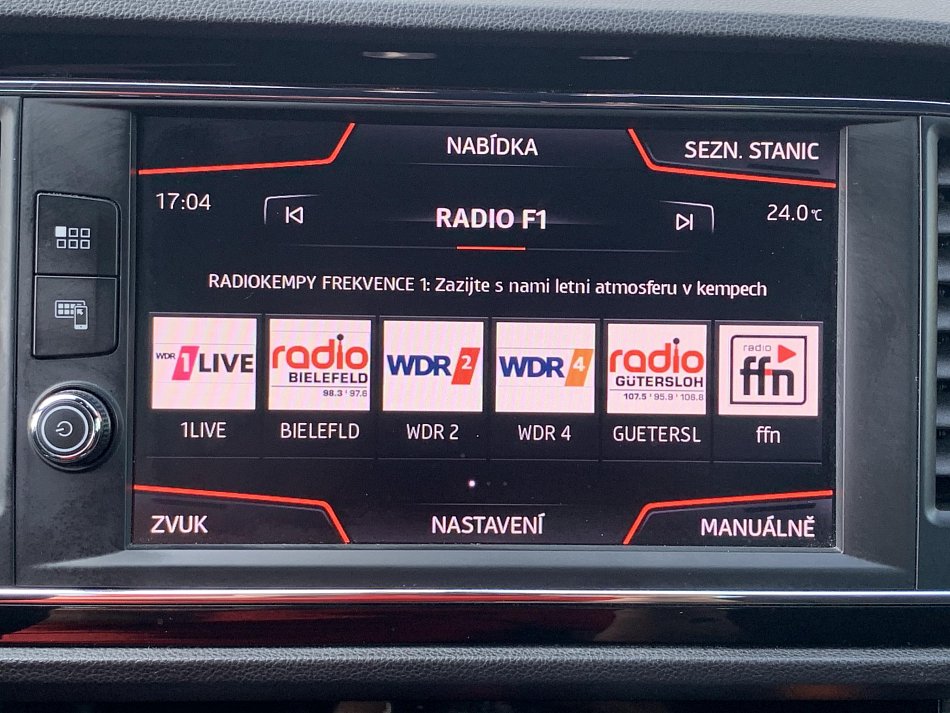 NABÍDKA
SEZN. STANIC
17:04
RADIO F1
24.0°C
RADIOKEMPY FREKVENCE 1: Zazijte s nami letni atmosferu v kempech
WDR 1LIVE
radio
BIELEFELD
98.3 ' 97.6
WDR 2
WDR 4
radio
GÜTERSLOH
107.5 ' 95.9 ' 106.8
radio
ffn
1LIVE
BIELEFLD
WDR 2
WDR 4
GUETERSL
ffn
ZVUK
NASTAVENÍ
MANUÁLNĚ